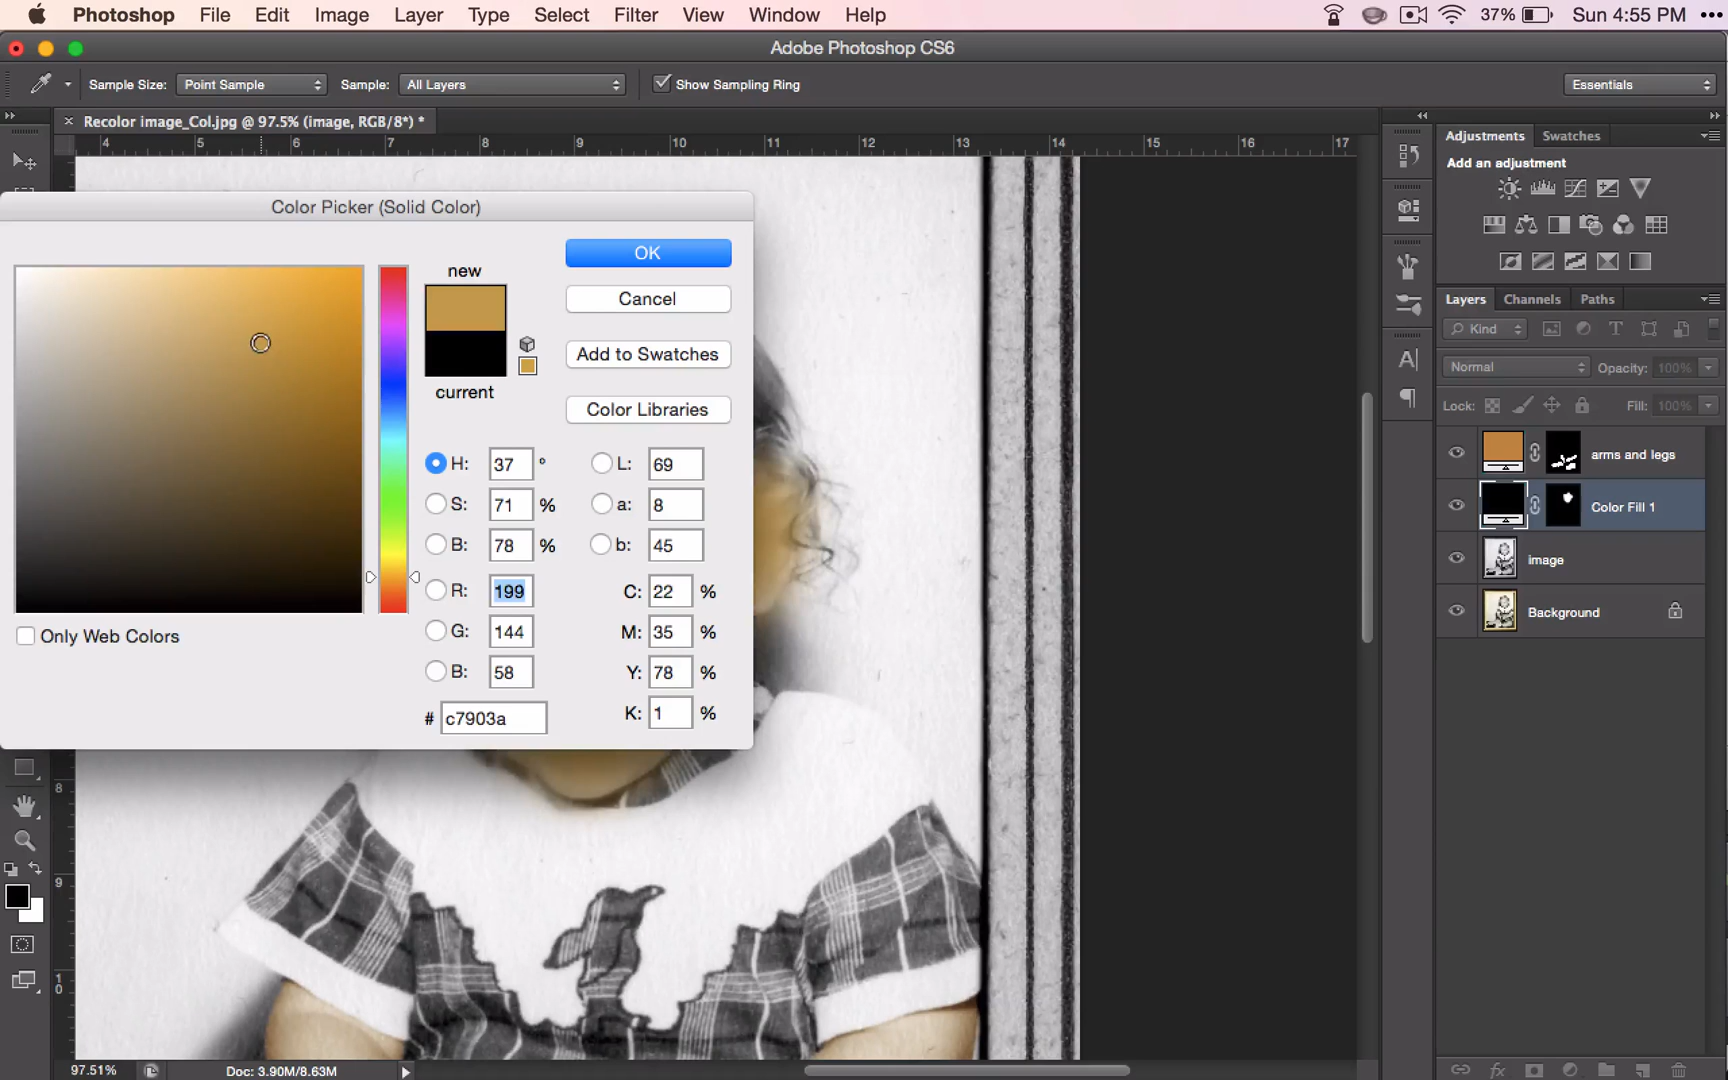 Photoshop File Edit Image Layer Type Select Filter View Window Help 37% Sun 4:55 PM
Adobe Photoshop CS6
Sample Size: Point Sample Sample: All Layers Show Sampling Ring Essentials
× Recolor image_Col.jpg @ 97.5% (image, RGB/8*) *
4 5 6 7 8 9 10 11 12 13 14 15 16 17
Adjustments Swatches
Add an adjustment
Color Picker (Solid Color)
new
OK
Cancel
Add to Swatches
current
Color Libraries
H: 37 ° L: 69
S: 71 % a: 8
B: 78 % b: 45
R: 199 C: 22 %
G: 144 M: 35 %
B: 58 Y: 78 %
# c7903a K: 1 %
Only Web Colors
Layers Channels Paths
Kind
Normal Opacity: 100%
Lock: Fill: 100%
arms and legs
Color Fill 1
image
Background
8
9
10
97.51% Doc: 3.90M/8.63M